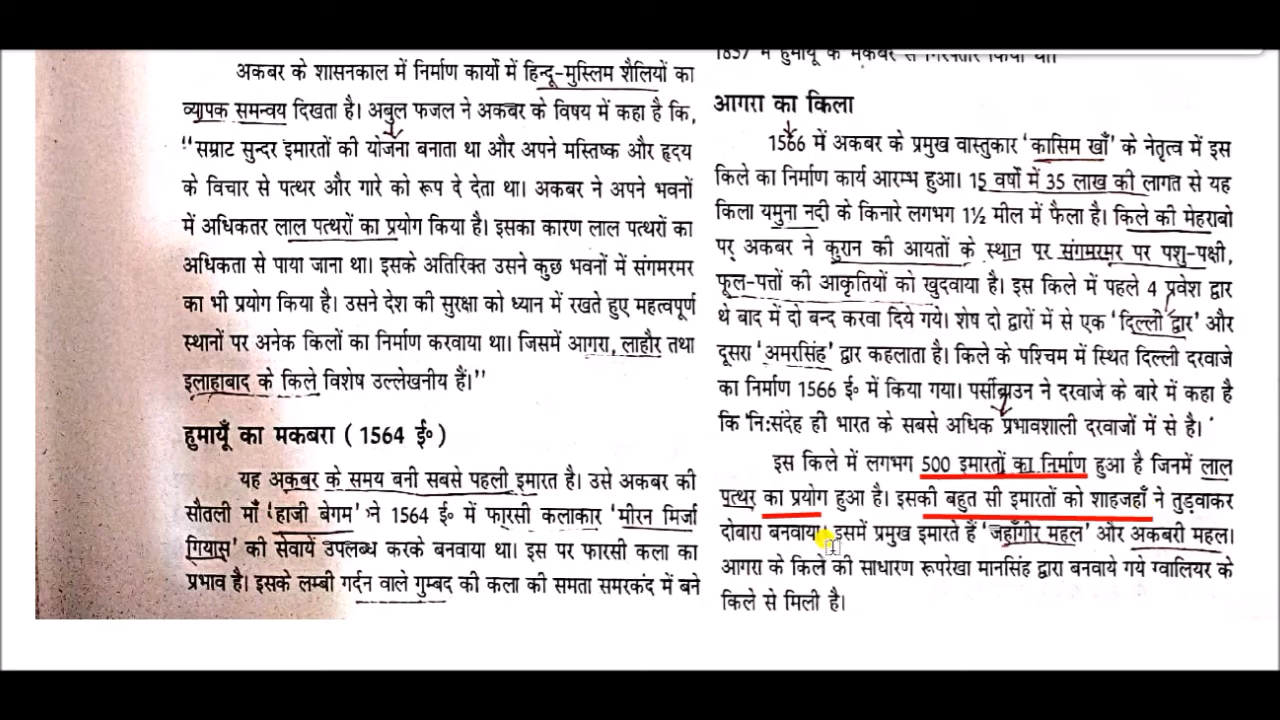 अकबर के शासनकाल में निर्माण कार्यो में हिन्दू-मुस्लिम शैलियों का
व्यापक समन्वय दिखता है। अबुल फजल ने अकबर के विषय में कहा है कि,
“सम्राट सुन्दर इमारतों की योजना बनाता था और अपने मस्तिष्क और हृदय
के विचार से पत्थर और गारे को रूप दे देता था। अकबर ने अपने भवनों
में अधिकतर लाल पत्थरों का प्रयोग किया है। इसका कारण लाल पत्थरों का
अधिकता से पाया जाना था। इसके अतिरिक्त उसने कुछ भवनों में संगमरमर
का भी प्रयोग किया है। उसने देश की सुरक्षा को ध्यान में रखते हुए महत्वपूर्ण
स्थानों पर अनेक किलों का निर्माण करवाया था। जिसमें आगरा, लाहौर तथा
इलाहाबाद के किले विशेष उल्लेखनीय हैं।”
हुमायूँ का मकबरा (1564 ई॰)
यह अकबर के समय बनी सबसे पहली इमारत है। उसे अकबर की
सौतली माँ ‘हाजी बेगम’ ने 1564 ई॰ में फारसी कलाकार ‘मीरन मिर्जा
गियास’ की सेवायें उपलब्ध करके बनवाया था। इस पर फारसी कला का
प्रभाव है। इसके लम्बी गर्दन वाले गुम्बद की कला की समता समरकंद में बने
1857 में हुमायूँ के मकबरे से गिरफ्तार किया था।
आगरा का किला
1566 में अकबर के प्रमुख वास्तुकार ‘कासिम खाँ’ के नेतृत्व में इस
किले का निर्माण कार्य आरम्भ हुआ। 15 वर्षों में 35 लाख की लागत से यह
किला यमुना नदी के किनारे लगभग 1½ मील में फैला है। किले की मेहराबो
पर अकबर ने कुरान की आयतों के स्थान पर संगमरमर पर पशु-पक्षी,
फूल-पत्तों की आकृतियों को खुदवाया है। इस किले में पहले 4 प्रवेश द्वार
थे बाद में दो बन्द करवा दिये गये। शेष दो द्वारों में से एक ‘दिल्ली द्वार’ और
दूसरा ‘अमरसिंह’ द्वार कहलाता है। किले के पश्चिम में स्थित दिल्ली दरवाजे
का निर्माण 1566 ई॰ में किया गया। पर्सीब्राउन ने दरवाजे के बारे में कहा है
कि ‘नि:संदेह ही भारत के सबसे अधिक प्रभावशाली दरवाजों में से है।’
इस किले में लगभग 500 इमारतों का निर्माण हुआ है जिनमें लाल
पत्थर का प्रयोग हुआ है। इसकी बहुत सी इमारतों को शाहजहाँ ने तुड़वाकर
दोबारा बनवाया। इसमें प्रमुख इमारते हैं ‘जहाँगीर महल’ और अकबरी महल।
आगरा के किले की साधारण रूपरेखा मानसिंह द्वारा बनवाये गये ग्वालियर के
किले से मिली है।